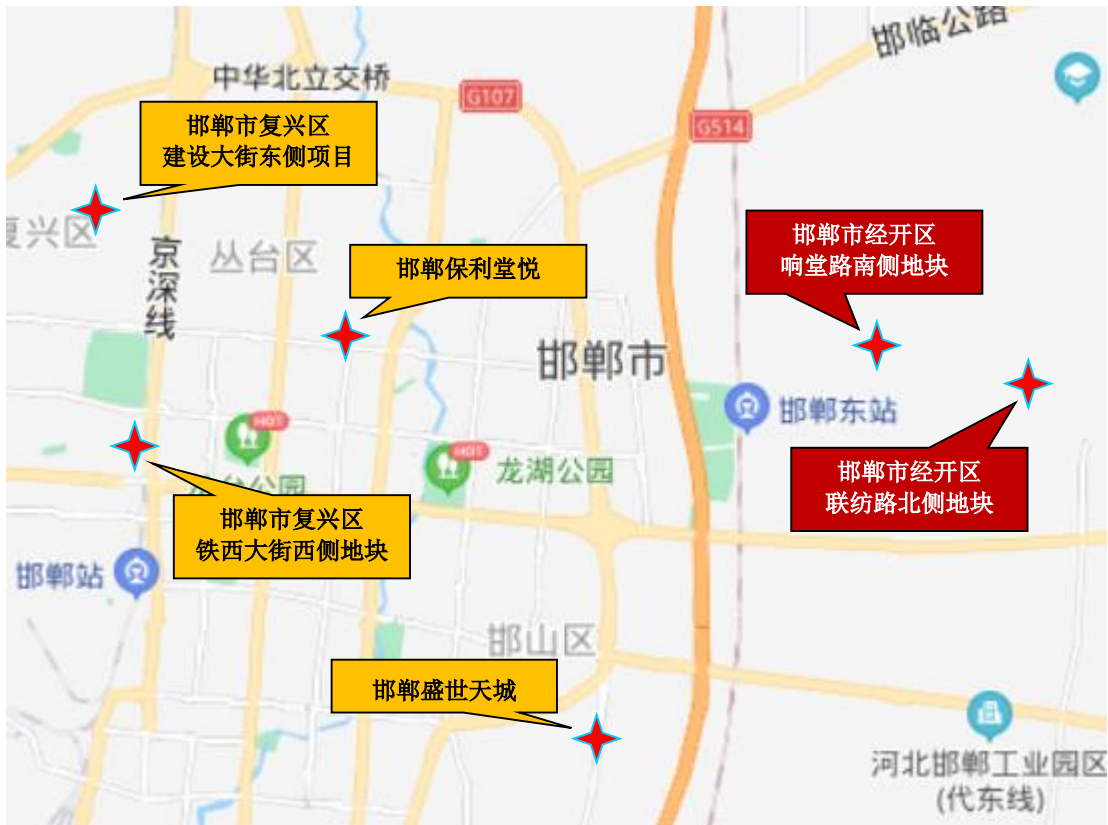 邯临公路
中华北立交桥
G107
G514
邯郸市复兴区
建设大街东侧项目
复兴区
丛台区
京深线
邯郸保利堂悦
邯郸市经开区
响堂路南侧地块
邯郸市
邯郸东站
HOT
HOT
龙湖公园
邯郸市经开区
联纺路北侧地块
邯郸市复兴区
铁西大街西侧地块
邯郸站
邯山区
邯郸盛世天城
河北邯郸工业园区
(代东线)